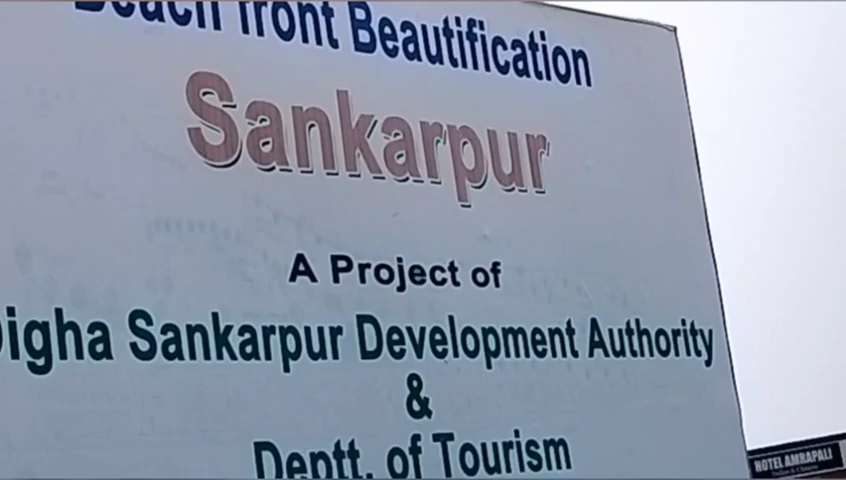 Beach front Beautification
Sankarpur
A Project of
Digha Sankarpur Development Authority
&
Deptt. of Tourism
HOTEL AMRAPALI